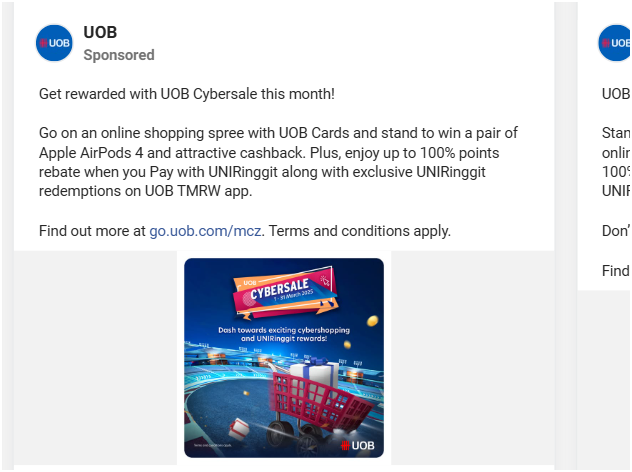 UOB
UOB
Sponsored
Get rewarded with UOB Cybersale this month!
Go on an online shopping spree with UOB Cards and stand to win a pair of
Apple AirPods 4 and attractive cashback. Plus, enjoy up to 100% points
rebate when you Pay with UNIRinggit along with exclusive UNIRinggit
redemptions on UOB TMRW app.
Find out more at go.uob.com/mcz. Terms and conditions apply.
UOB
CYBERSALE
1 - 31 March 2025
Dash towards exciting cybershopping
and UNIRinggit rewards!
UOB
UOB
UOB
Stan
onlin
100%
UNIR
Don'
Find